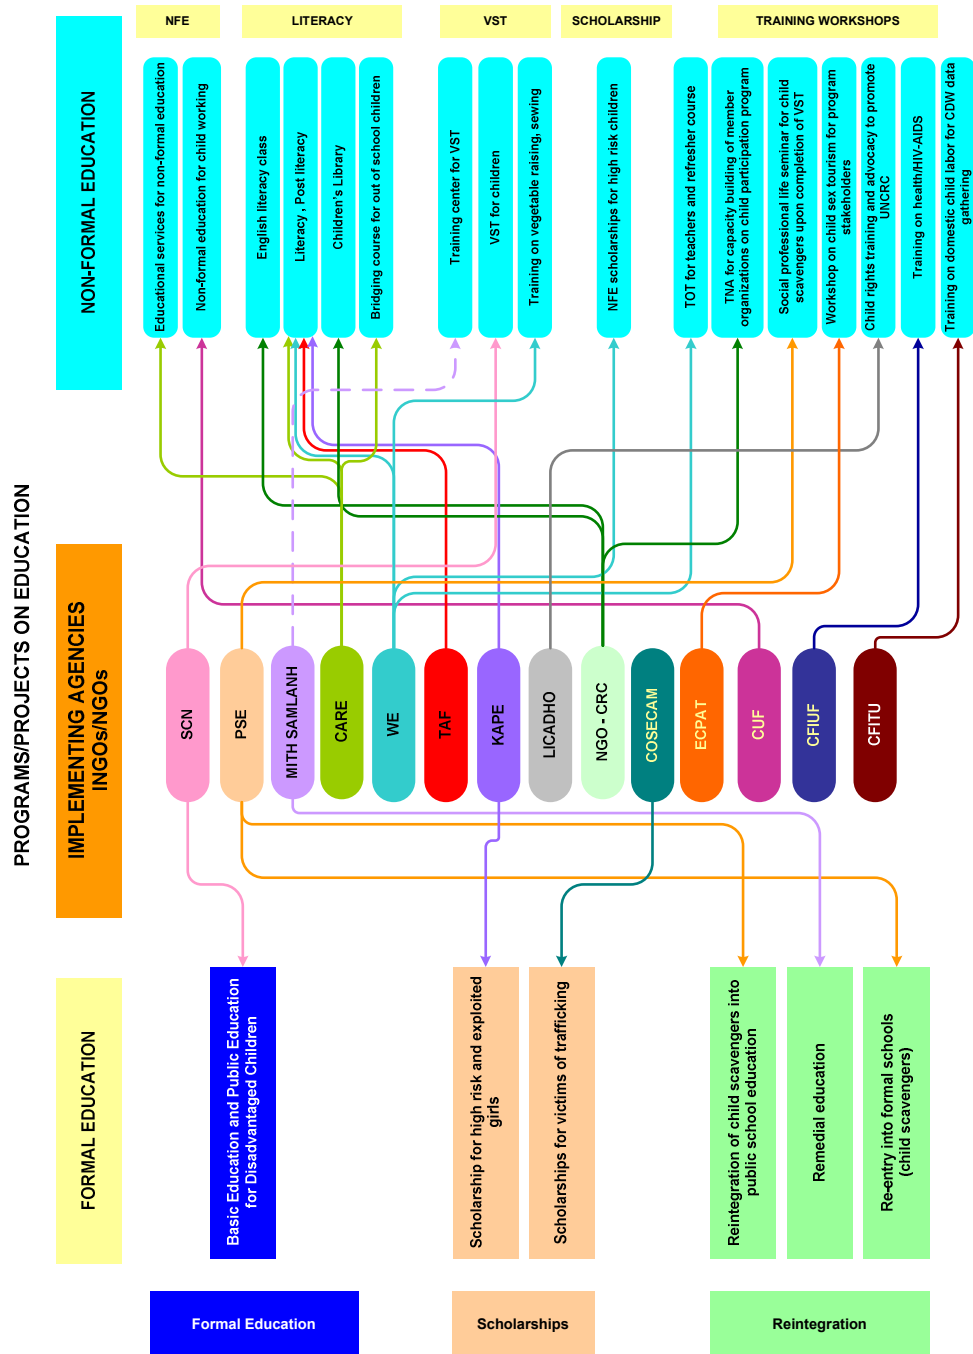 PROGRAMS/PROJECTS ON EDUCATION
NON-FORMAL EDUCATION
NFE
LITERACY
VST
SCHOLARSHIP
TRAINING WORKSHOPS
Educational services for non-formal education
Non-formal education for child working
English literacy class
Literacy , Post literacy
Children's Library
Bridging course for out of school children
Training center for VST
VST for children
Training on vegetable raising, sewing
NFE scholarships for high risk children
TOT for teachers and refresher course
TNA for capacity building of member
organizations on child participation program
Social professional life seminar for child
scavengers upon completion of VST
Workshop on child sex tourism for program
stakeholders
Child rights training and advocacy to promote
UNCRC
Training on health/HIV-AIDS
Training on domestic child labor for CDW data
gathering
IMPLEMENTING AGENCIES
INGOs/NGOs
SCN
PSE
MITH SAMLANH
CARE
WE
TAF
KAPE
LICADHO
NGO - CRC
COSECAM
ECPAT
CUF
CFIUF
CFITU
FORMAL EDUCATION
Basic Education and Public Education
for Disadvantaged Children
Scholarship for high risk and exploited
girls
Scholarships for victims of trafficking
Reintegration of child scavengers into
public school education
Remedial education
Re-entry into formal schools
(child scavengers)
Formal Education
Scholarships
Reintegration